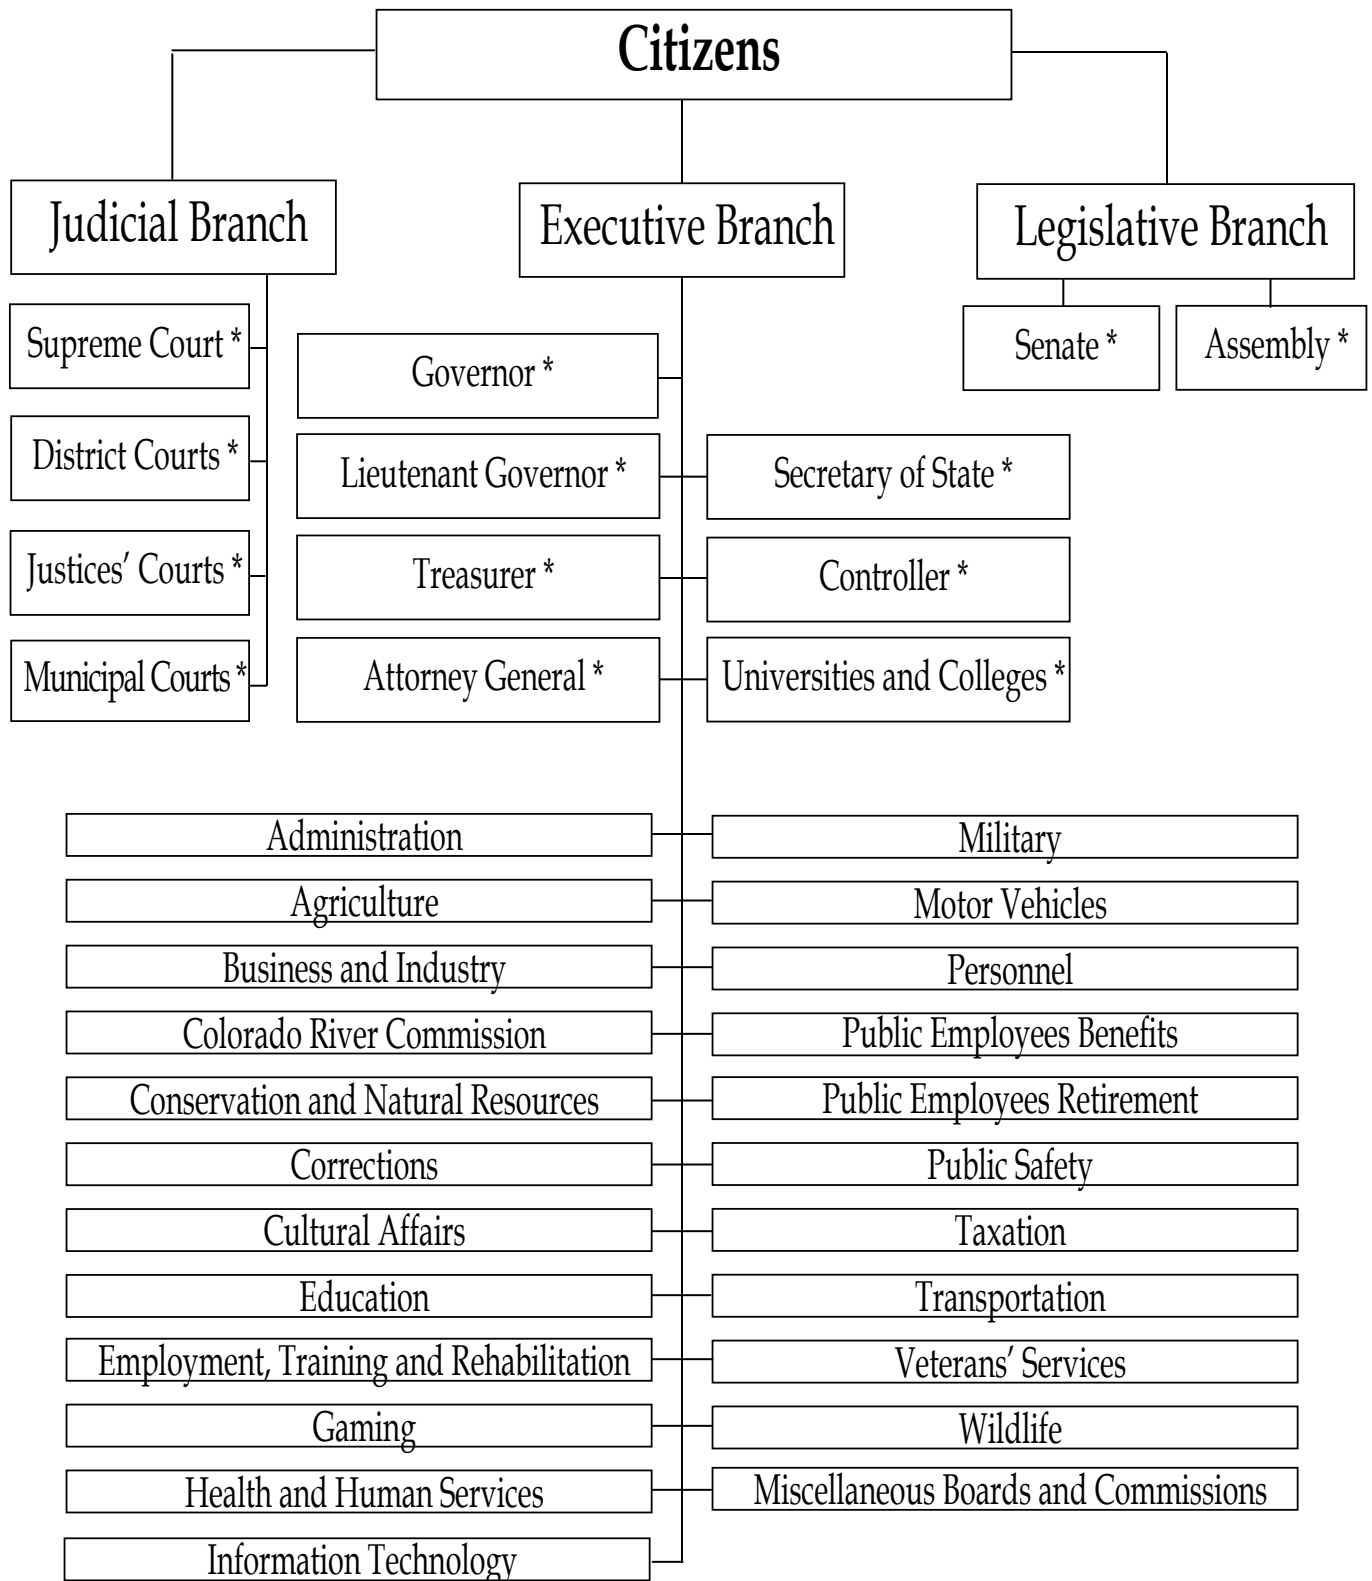 Citizens
Judicial Branch
Executive Branch
Legislative Branch
Supreme Court *
District Courts *
Justices’ Courts *
Municipal Courts *
Governor *
Lieutenant Governor *
Secretary of State *
Treasurer *
Controller *
Attorney General *
Universities and Colleges *
Senate *
Assembly *
Administration
Military
Agriculture
Motor Vehicles
Business and Industry
Personnel
Colorado River Commission
Public Employees Benefits
Conservation and Natural Resources
Public Employees Retirement
Corrections
Public Safety
Cultural Affairs
Taxation
Education
Transportation
Employment, Training and Rehabilitation
Veterans’ Services
Gaming
Wildlife
Health and Human Services
Miscellaneous Boards and Commissions
Information Technology